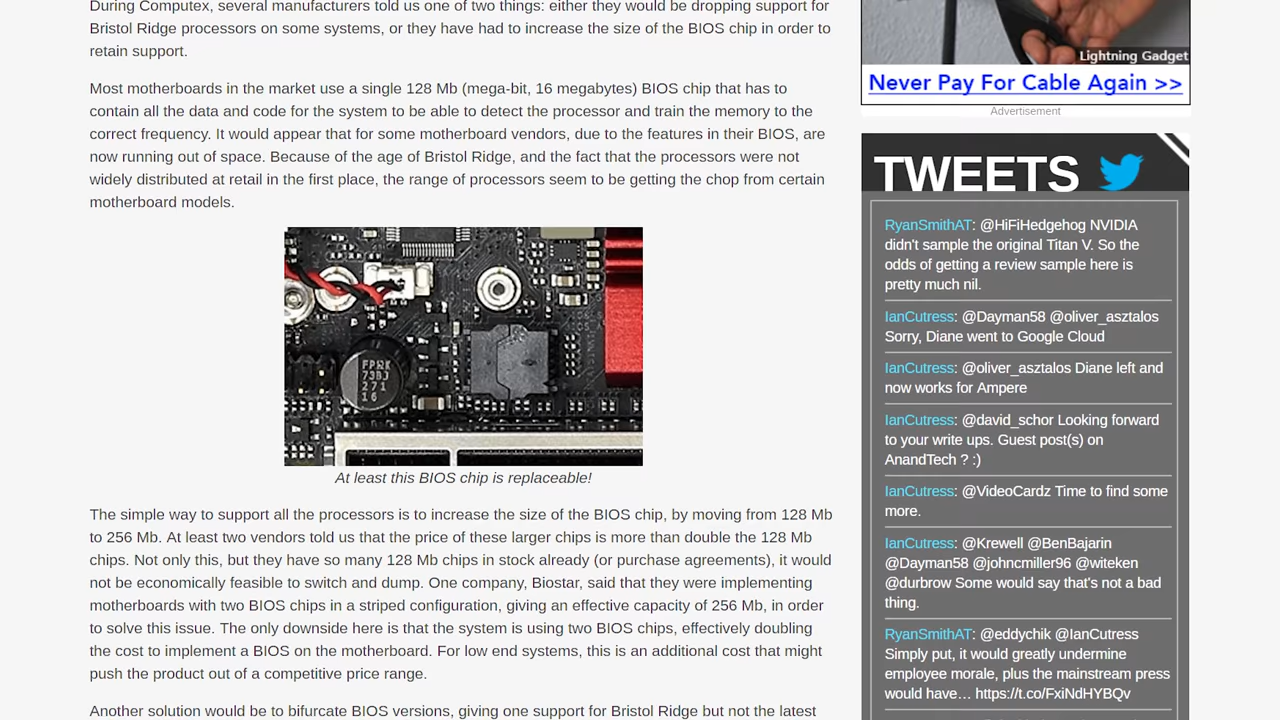 During Computex, several manufacturers told us one of two things: either they would be dropping support for
Bristol Ridge processors on some systems, or they have had to increase the size of the BIOS chip in order to
retain support.
Most motherboards in the market use a single 128 Mb (mega-bit, 16 megabytes) BIOS chip that has to
contain all the data and code for the system to be able to detect the processor and train the memory to the
correct frequency. It would appear that for some motherboard vendors, due to the features in their BIOS, are
now running out of space. Because of the age of Bristol Ridge, and the fact that the processors were not
widely distributed at retail in the first place, the range of processors seem to be getting the chop from certain
motherboard models.
73BJ
271
16
At least this BIOS chip is replaceable!
The simple way to support all the processors is to increase the size of the BIOS chip, by moving from 128 Mb
to 256 Mb. At least two vendors told us that the price of these larger chips is more than double the 128 Mb
chips. Not only this, but they have so many 128 Mb chips in stock already (or purchase agreements), it would
not be economically feasible to switch and dump. One company, Biostar, said that they were implementing
motherboards with two BIOS chips in a striped configuration, giving an effective capacity of 256 Mb, in order
to solve this issue. The only downside here is that the system is using two BIOS chips, effectively doubling
the cost to implement a BIOS on the motherboard. For low end systems, this is an additional cost that might
push the product out of a competitive price range.
Another solution would be to bifurcate BIOS versions, giving one support for Bristol Ridge but not the latest
Lightning Gadget
Never Pay For Cable Again >>
Advertisement
TWEETS
RyanSmithAT: @HiFiHedgehog NVIDIA
didn't sample the original Titan V. So the
odds of getting a review sample here is
pretty much nil.
IanCutress: @Dayman58 @oliver_asztalos
Sorry, Diane went to Google Cloud
IanCutress: @oliver_asztalos Diane left and
now works for Ampere
IanCutress: @david_schor Looking forward
to your write ups. Guest post(s) on
AnandTech ? :)
IanCutress: @VideoCardz Time to find some
more.
IanCutress: @Krewell @BenBajarin
@Dayman58 @johncmiller96 @witeken
@durbrow Some would say that's not a bad
thing.
RyanSmithAT: @eddychik @IanCutress
Simply put, it would greatly undermine
employee morale, plus the mainstream press
would have… https://t.co/FxiNdHYBQv